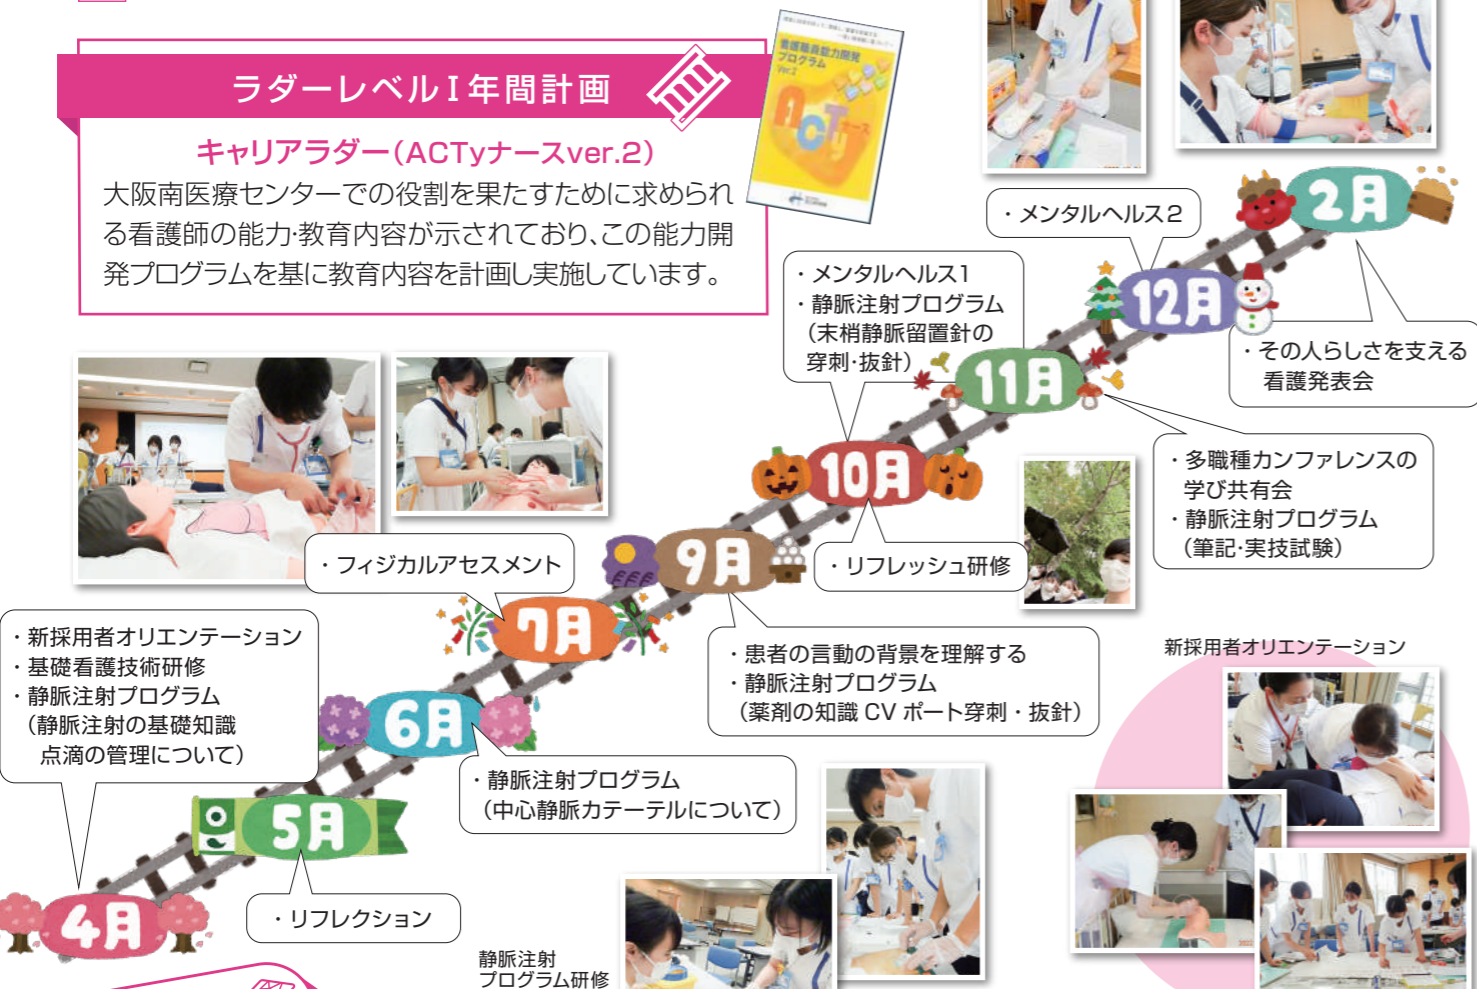 ラダーレベルⅠ年間計画
キャリアラダー(ACTyナースver.2)
大阪南医療センターでの役割を果たすために求められ
る看護師の能力・教育内容が示されており、この能力開
発プログラムを基に教育内容を計画し実施しています。
看護職員能力開発
プログラム
ACTyナース
2月
・その人らしさを支える
看護発表会
・メンタルヘルス2
12月
・メンタルヘルス1
・静脈注射プログラム
(末梢静脈留置針の
穿刺・抜針)
11月
・多職種カンファレンスの
学び共有会
・静脈注射プログラム
(筆記・実技試験)
10月
・リフレッシュ研修
9月
・患者の言動の背景を理解する
・静脈注射プログラム
(薬剤の知識 CV ポート穿刺・抜針)
・フィジカルアセスメント
7月
6月
・静脈注射プログラム
(中心静脈カテーテルについて)
・新採用者オリエンテーション
・基礎看護技術研修
・静脈注射プログラム
(静脈注射の基礎知識
点滴の管理について)
5月
・リフレクション
4月
静脈注射
プログラム研修
新採用者オリエンテーション